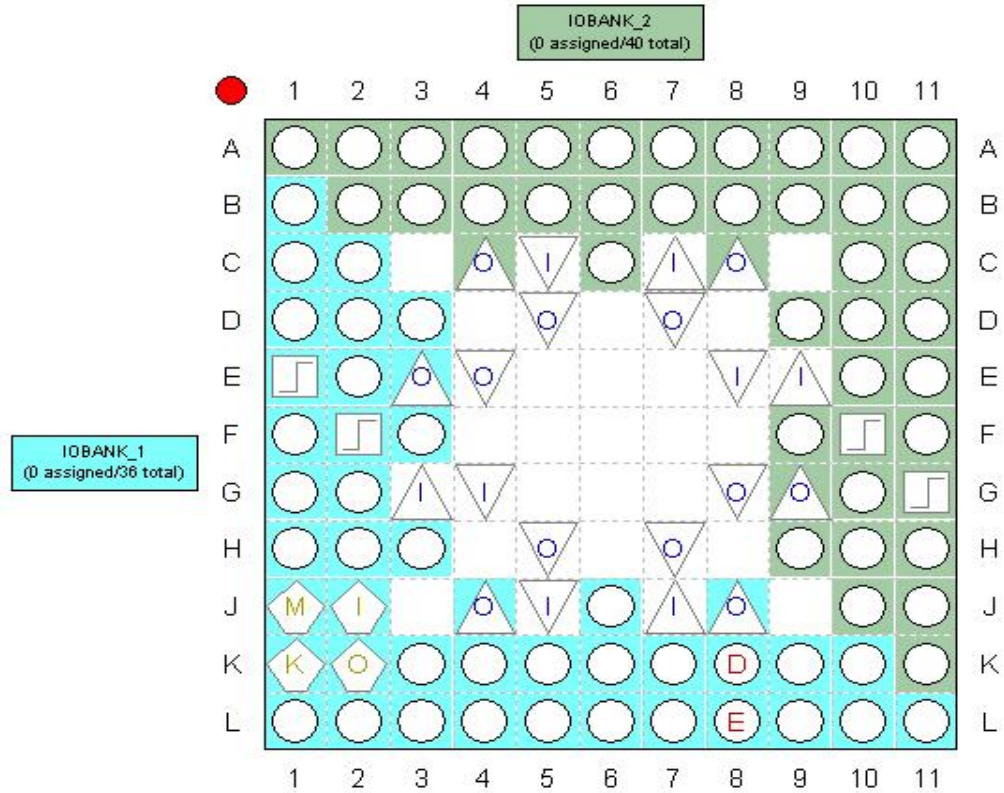 IOBANK_2
(0 assigned/40 total)
1 2 3 4 5 6 7 8 9 10 11
A A
B B
C O I I O C
D O O D
E O O I I E
F F
IOBANK_1
(0 assigned/36 total)
G I I O O G
H O O H
J M I O I I O J
K K O D K
L E L
1 2 3 4 5 6 7 8 9 10 11